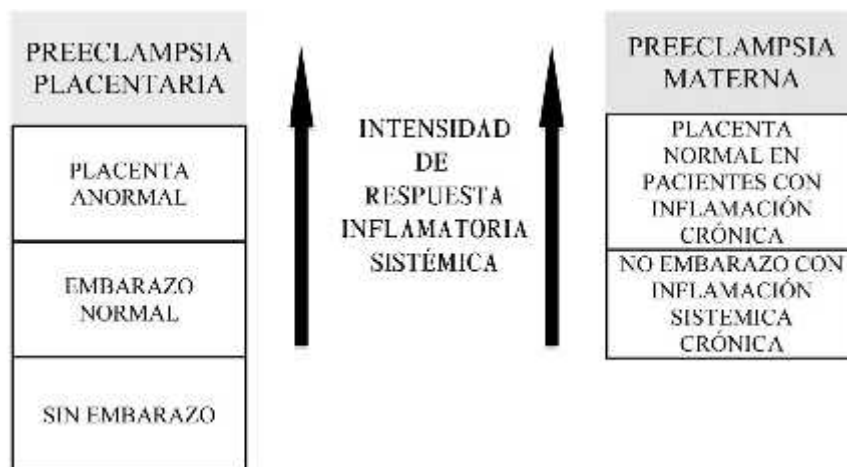 PREECLAMPSIA
PLACENTARIA
PLACENTA
ANORMAL
EMBARAZO
NORMAL
SIN EMBARAZO
INTENSIDAD
DE
RESPUESTA
INFLAMATORIA
SISTÉMICA
PREECLAMPSIA
MATERNA
PLACENTA
NORMAL EN
PACIENTES CON
INFLAMACIÓN
CRÓNICA
NO EMBARAZO CON
INFLAMACIÓN
SISTEMICA
CRÓNICA